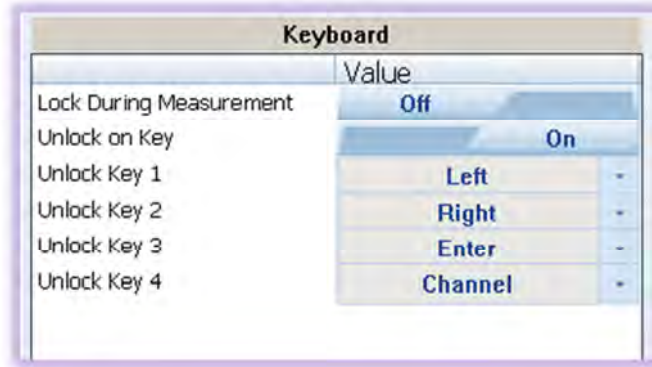 Keyboard
Value
Lock During Measurement Off
Unlock on Key On
Unlock Key 1 Left
Unlock Key 2 Right
Unlock Key 3 Enter
Unlock Key 4 Channel